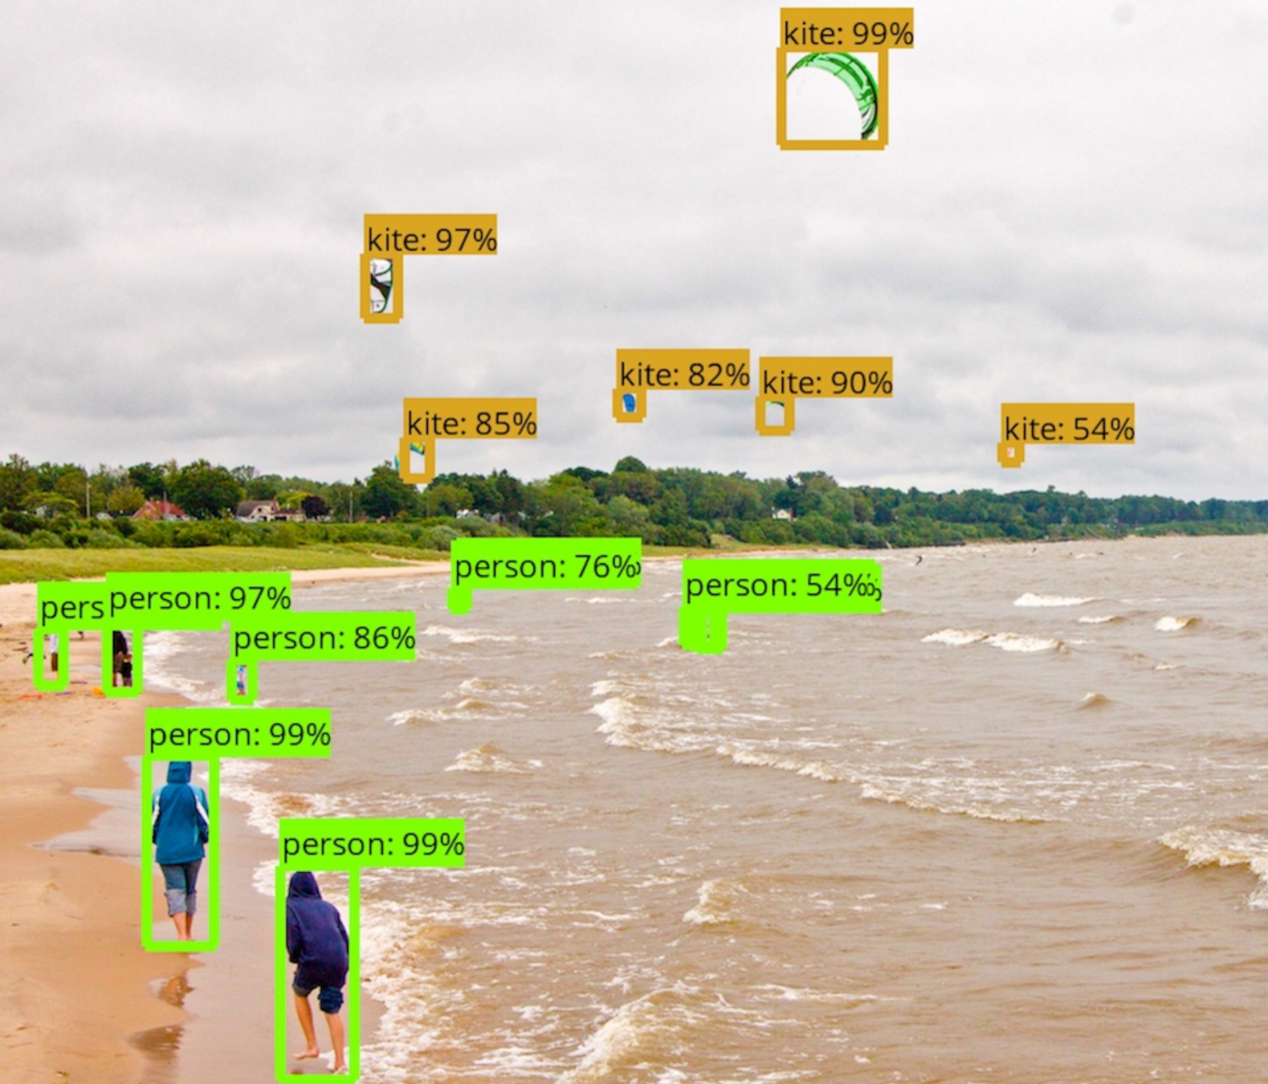 kite: 99%
kite: 97%
kite: 82%
kite: 90%
kite: 85%
kite: 54%
person: 76%
person: 54%
pers
person: 97%
person: 86%
person: 99%
person: 99%